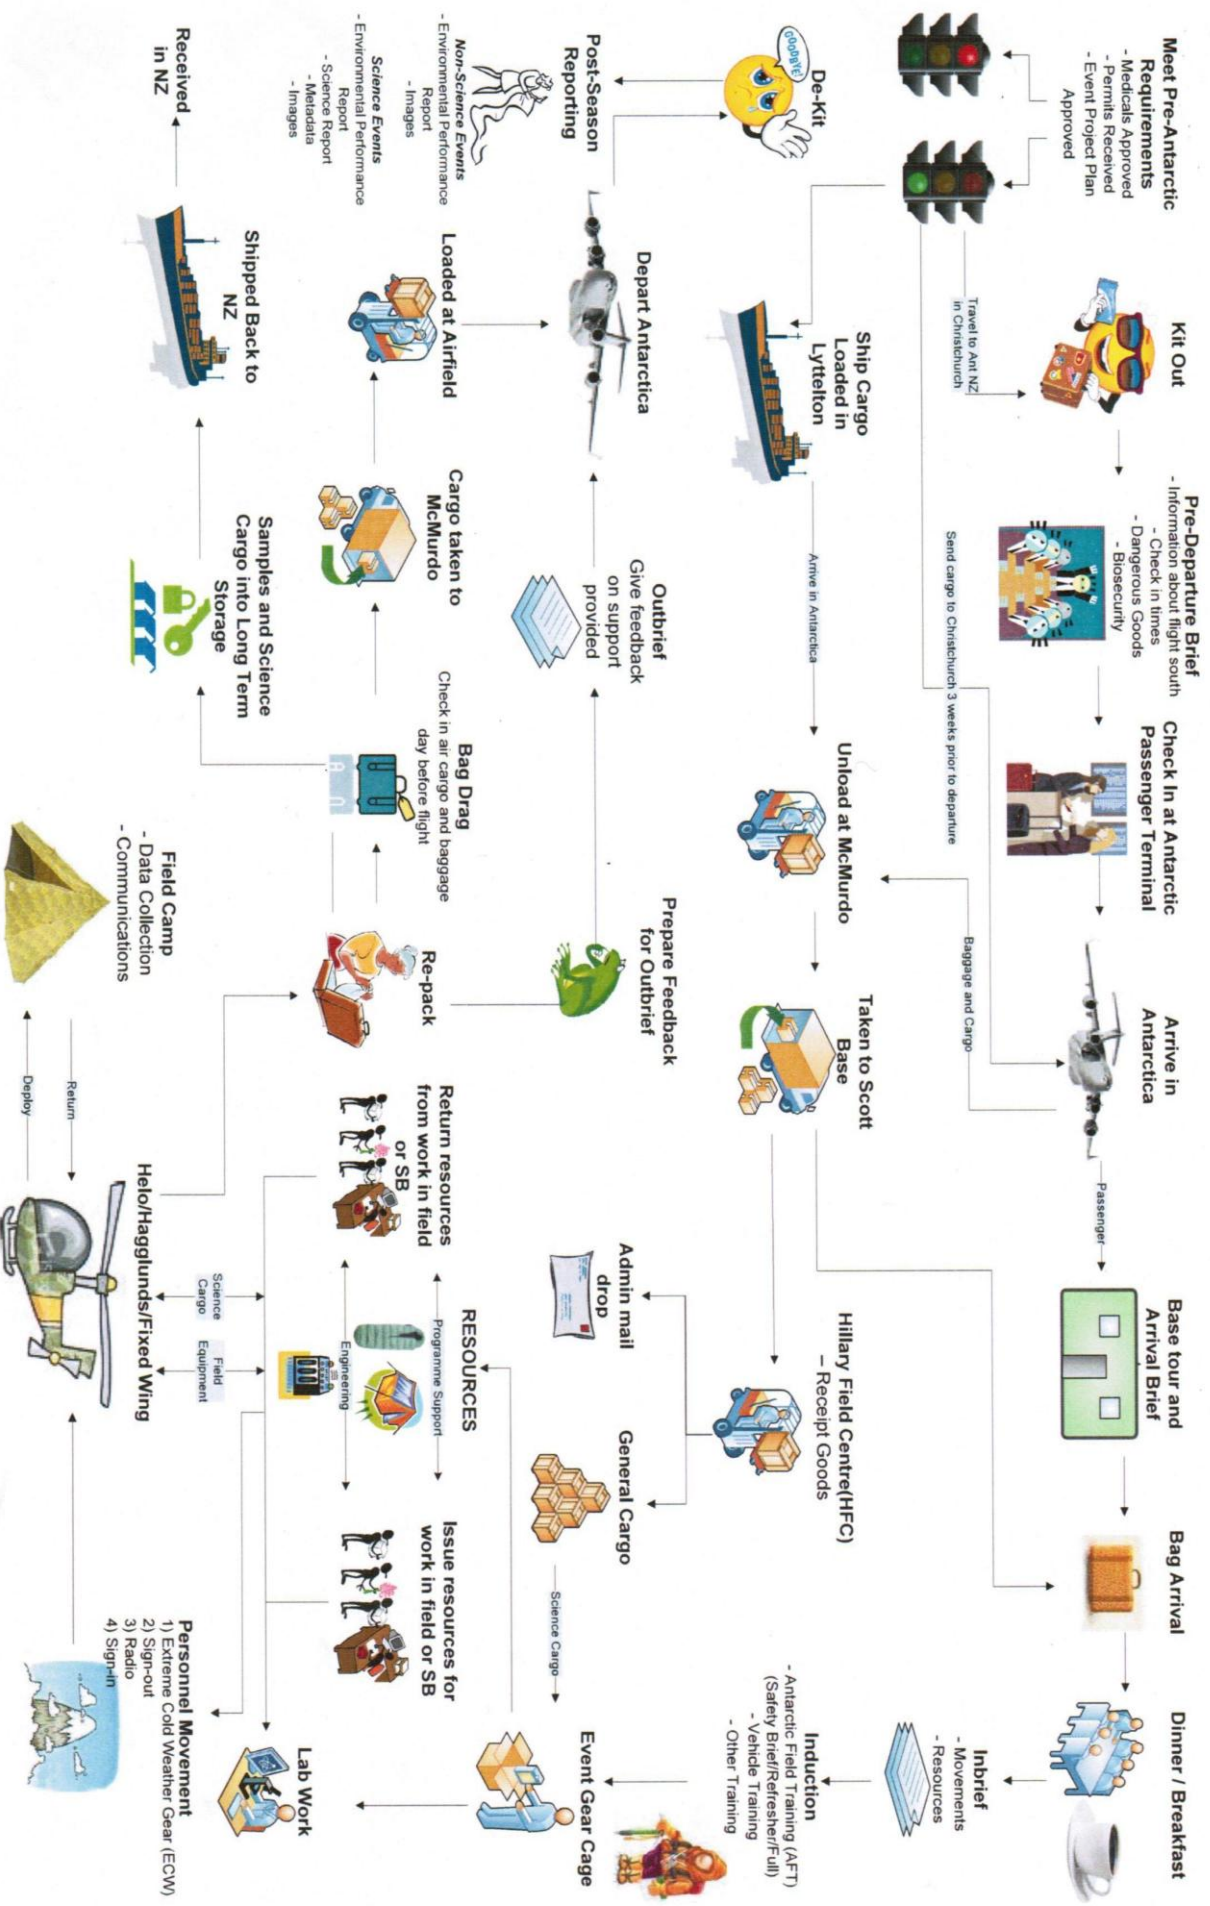 Meet Pre-Antarctic
Requirements
- Medicals Approved
- Permits Received
- Event Project Plan
Approved
Kit Out
Travel to Ant NZ
in Christchurch
Pre-Departure Brief
- Information about flight south
- Check in times
- Dangerous Goods
- Biosecurity
Check In at Antarctic
Passenger Terminal
Send cargo to Christchurch 3 weeks prior to departure
Arrive in
Antarctica
Passenger
Baggage and Cargo
Base tour and
Arrival Brief
Bag Arrival
Dinner / Breakfast
De-Kit
GOODBYE!
Ship Cargo
Loaded in
Lyttelton
Arrive in Antarctica
Unload at McMurdo
Taken to Scott
Base
Hillary Field Centre(HFC)
– Receipt Goods
Inbrief
- Movements
- Resources
Induction
- Antarctic Field Training (AFT)
(Safety Brief/Refresher/Full)
- Vehicle Training
- Other Training
Post-Season
Reporting
Non-Science Events
- Environmental Performance
Report
- Images
Science Events
- Environmental Performance
Report
- Science Report
- Metadata
- Images
Depart Antarctica
Outbrief
Give feedback
on support
provided
Prepare Feedback
for Outbrief
Admin mail
drop
General Cargo
Science Cargo
Event Gear Cage
Loaded at Airfield
Cargo taken to
McMurdo
Bag Drag
Check in air cargo and baggage
day before flight
Re-pack
Return resources
from work in field
or SB
RESOURCES
Programme Support
Engineering
Issue resources for
work in field or SB
Lab Work
Received
in NZ
Shipped Back to
NZ
Samples and Science
Cargo into Long Term
Storage
Field Camp
- Data Collection
- Communications
Return
Deploy
Helo/Hagglunds/Fixed Wing
Science
Cargo
Field
Equipment
Personnel Movement
1) Extreme Cold Weather Gear (ECW)
2) Sign-out
3) Radio
4) Sign-in